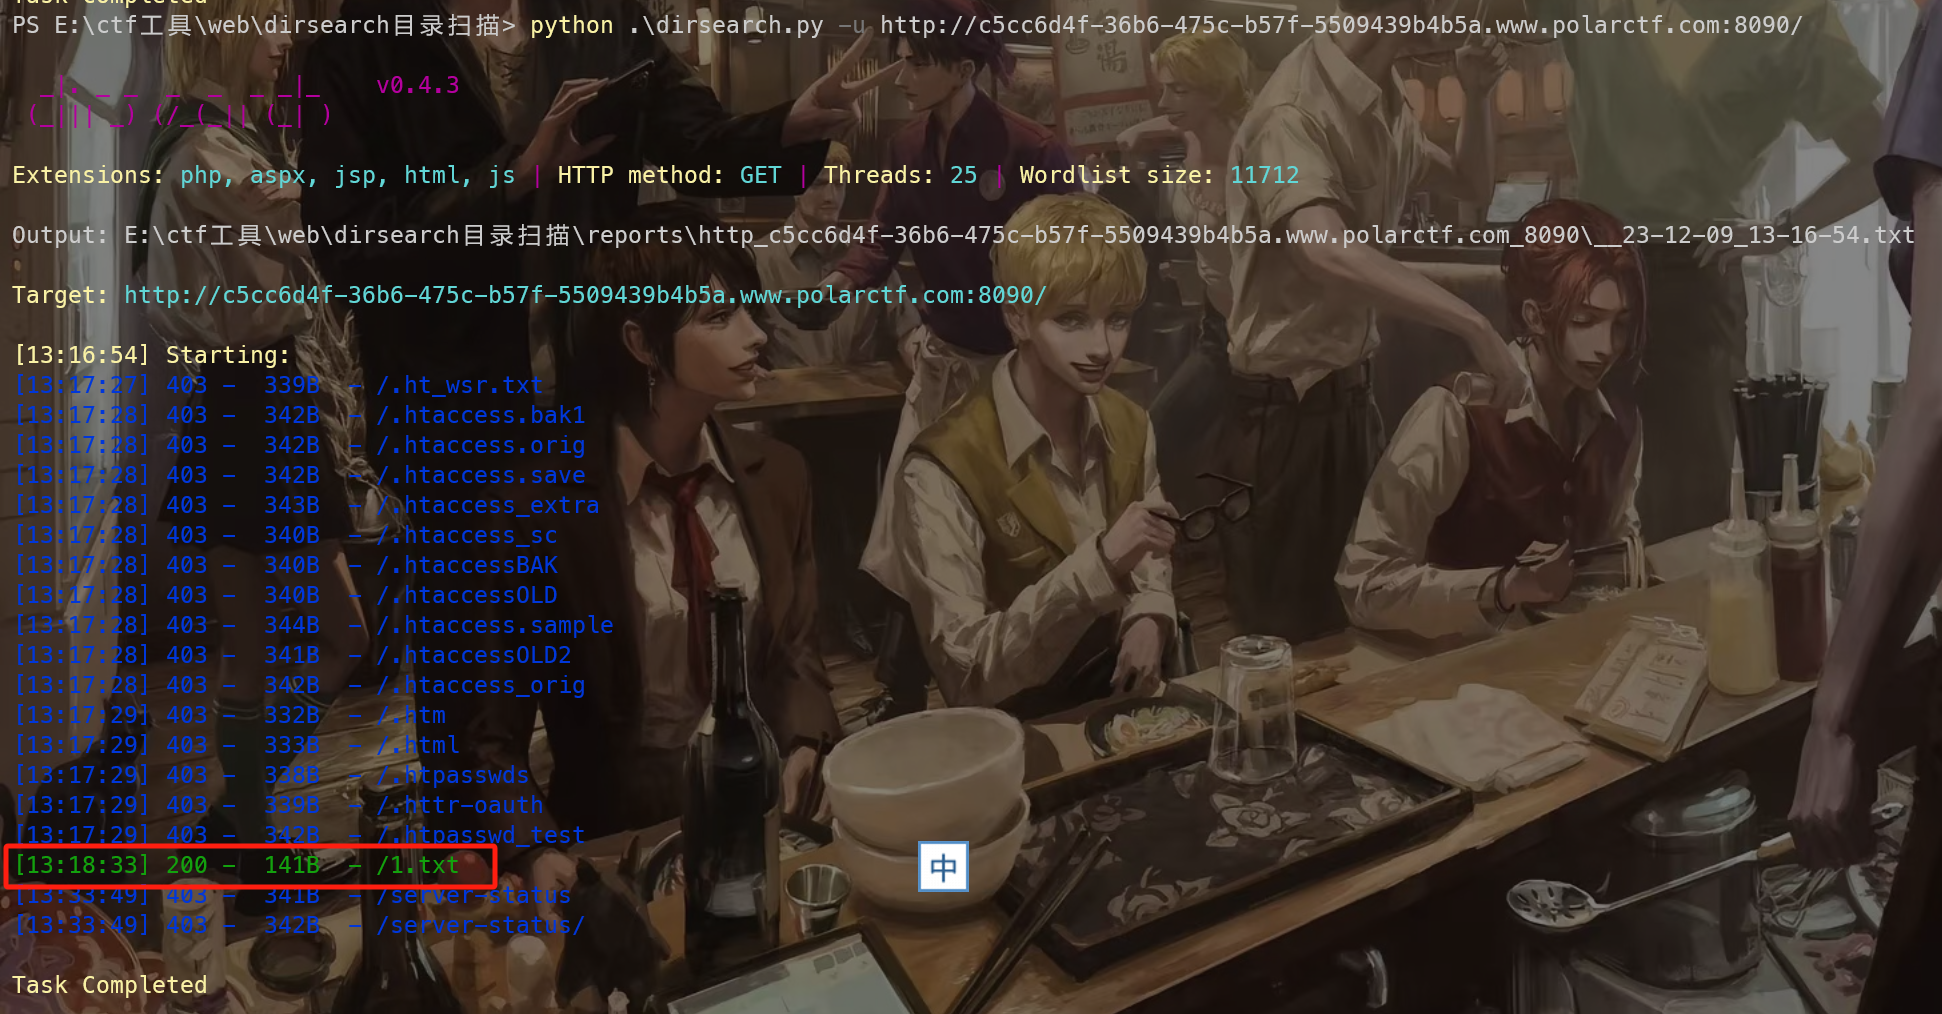 Task Completed
PS E:\ctf工具\web\dirsearch目录扫描> python .\dirsearch.py -u http://c5cc6d4f-36b6-475c-b57f-5509439b4b5a.www.polarctf.com:8090/
  _|. _ _  _  _  _ _|_    v0.4.3
 (_||| _) (/_(_|| (_| )
Extensions: php, aspx, jsp, html, js | HTTP method: GET | Threads: 25 | Wordlist size: 11712
Output: E:\ctf工具\web\dirsearch目录扫描\reports\http_c5cc6d4f-36b6-475c-b57f-5509439b4b5a.www.polarctf.com_8090\__23-12-09_13-16-54.txt
Target: http://c5cc6d4f-36b6-475c-b57f-5509439b4b5a.www.polarctf.com:8090/
[13:16:54] Starting:
[13:17:27] 403 -  339B  - /.ht_wsr.txt
[13:17:28] 403 -  342B  - /.htaccess.bak1
[13:17:28] 403 -  342B  - /.htaccess.orig
[13:17:28] 403 -  342B  - /.htaccess.save
[13:17:28] 403 -  343B  - /.htaccess_extra
[13:17:28] 403 -  340B  - /.htaccess_sc
[13:17:28] 403 -  340B  - /.htaccessBAK
[13:17:28] 403 -  340B  - /.htaccessOLD
[13:17:28] 403 -  344B  - /.htaccess.sample
[13:17:28] 403 -  341B  - /.htaccessOLD2
[13:17:28] 403 -  342B  - /.htaccess_orig
[13:17:29] 403 -  332B  - /.htm
[13:17:29] 403 -  333B  - /.html
[13:17:29] 403 -  338B  - /.htpasswds
[13:17:29] 403 -  339B  - /.httr-oauth
[13:17:29] 403 -  342B  - /.htpasswd_test
[13:18:33] 200 -  141B  - /1.txt
[13:33:49] 403 -  341B  - /server-status
[13:33:49] 403 -  342B  - /server-status/
中
Task Completed